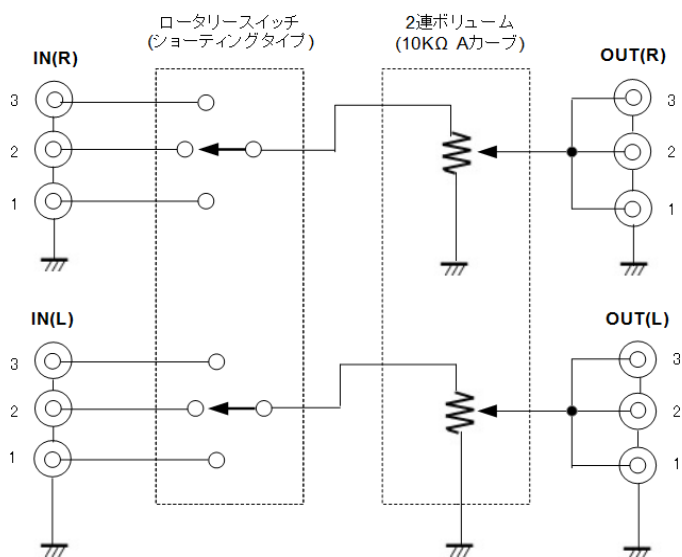 ロータリースイッチ
(ショーティングタイプ)
2連ボリューム
(10KΩ Aカーブ)
IN(R)
3
2
1
OUT(R)
3
2
1
IN(L)
3
2
1
OUT(L)
3
2
1